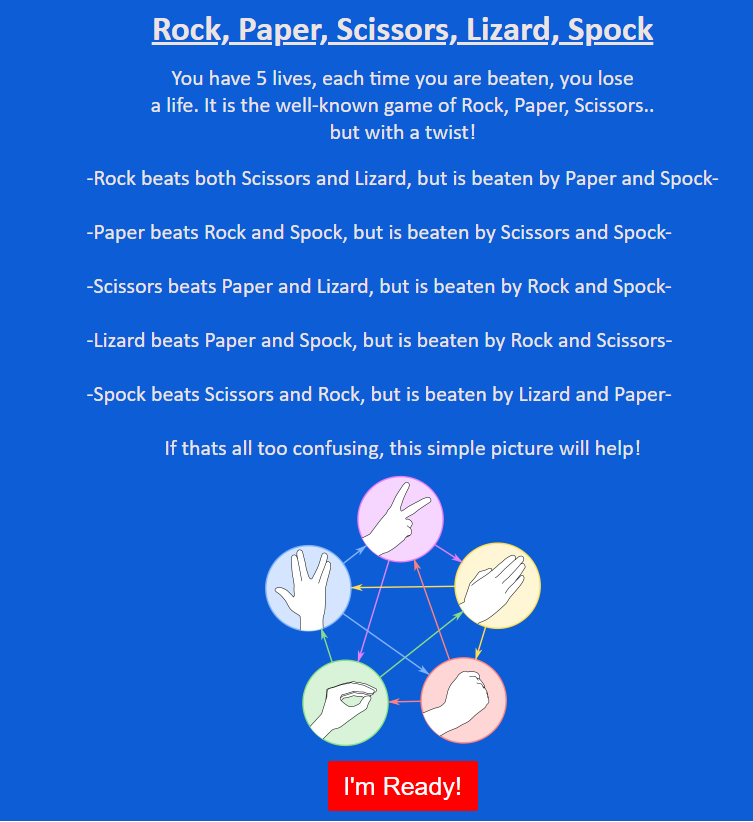 Rock, Paper, Scissors, Lizard, Spock
You have 5 lives, each time you are beaten, you lose
a life. It is the well-known game of Rock, Paper, Scissors..
but with a twist!
-Rock beats both Scissors and Lizard, but is beaten by Paper and Spock-
-Paper beats Rock and Spock, but is beaten by Scissors and Spock-
-Scissors beats Paper and Lizard, but is beaten by Rock and Spock-
-Lizard beats Paper and Spock, but is beaten by Rock and Scissors-
-Spock beats Scissors and Rock, but is beaten by Lizard and Paper-
If thats all too confusing, this simple picture will help!
I'm Ready!